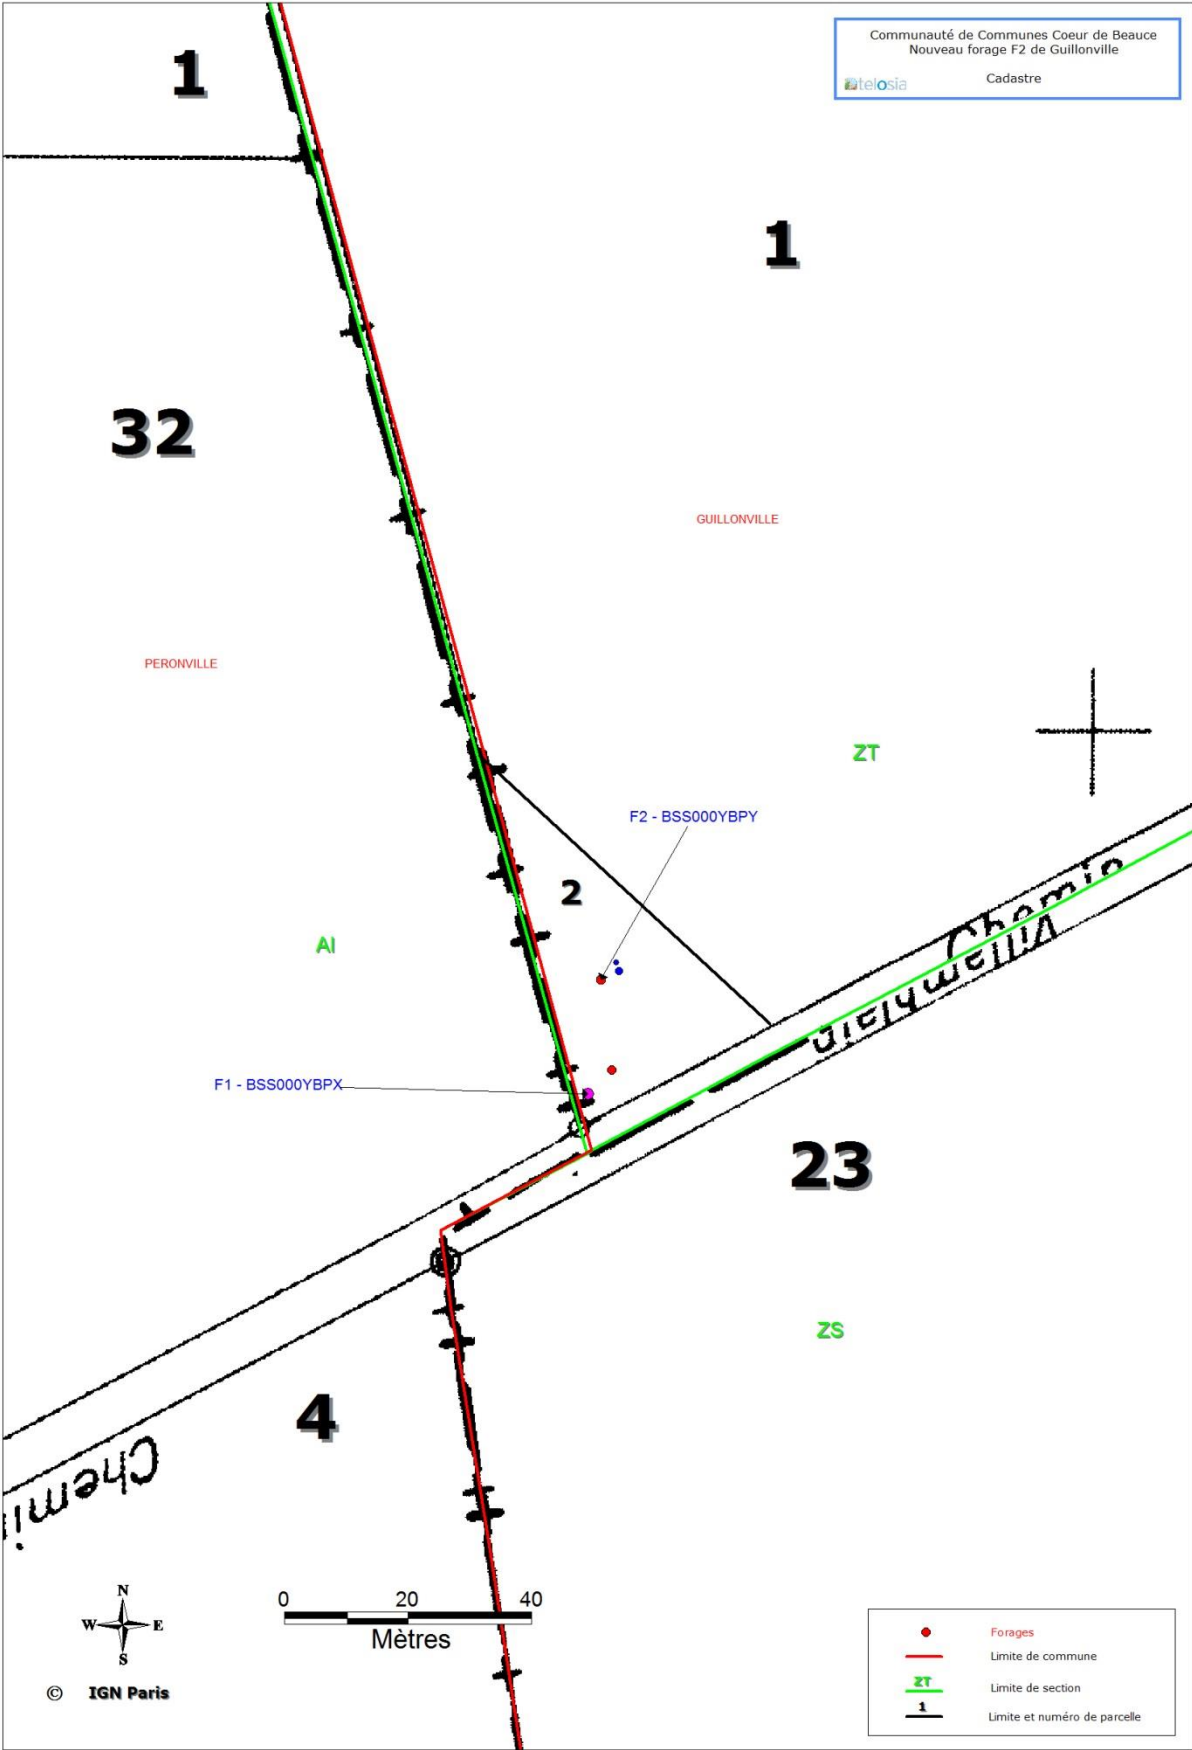 Communauté de Communes Coeur de Beauce
Nouveau forage F2 de Guillonville
telosia
Cadastre
1
1
32
GUILLONVILLE
PERONVILLE
ZT
F2 - BSS000YBPY
2
Chemin
Villemblain
AI
F1 - BSS000YBPX
23
ZS
4
Chemi
N
W E
S
0 20 40
Mètres
© IGN Paris
Forages
Limite de commune
ZT Limite de section
1 Limite et numéro de parcelle